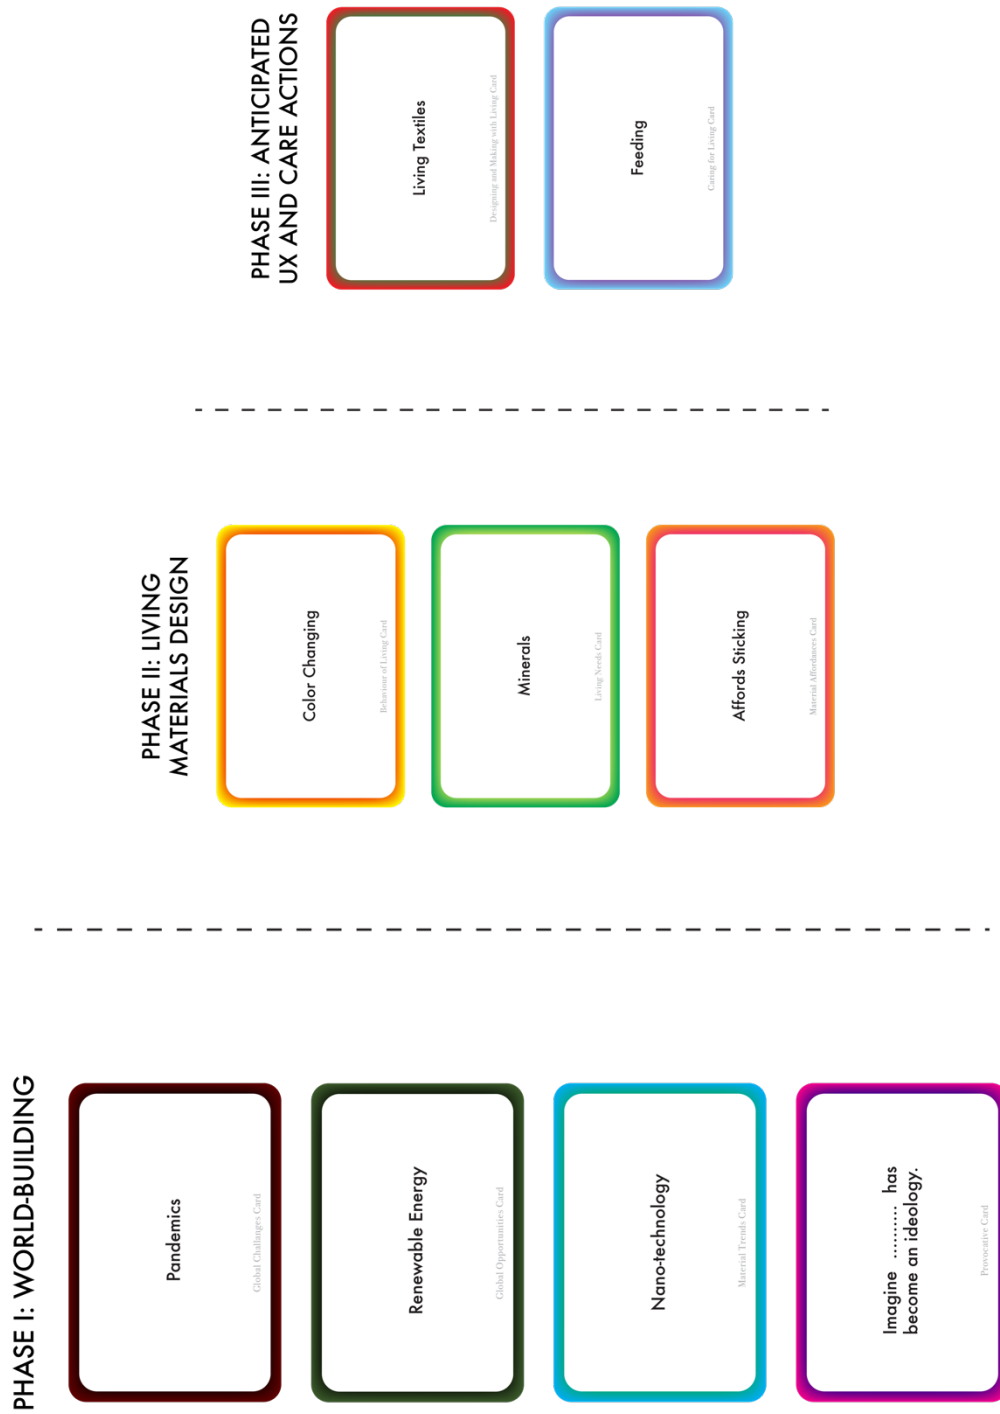 PHASE I: WORLD-BUILDING
Pandemics
Global Challanges Card
Renewable Energy
Global Opportunities Card
Nano-technology
Material Trends Card
Imagine .......... has
become an ideology.
Provocative Card
PHASE II: LIVING
MATERIALS DESIGN
Color Changing
Behaviour of Living Card
Minerals
Living Needs Card
Affords Sticking
Material Affordances Card
PHASE III: ANTICIPATED
UX AND CARE ACTIONS
Living Textiles
Designing and Making with Living Card
Feeding
Caring for Living Card